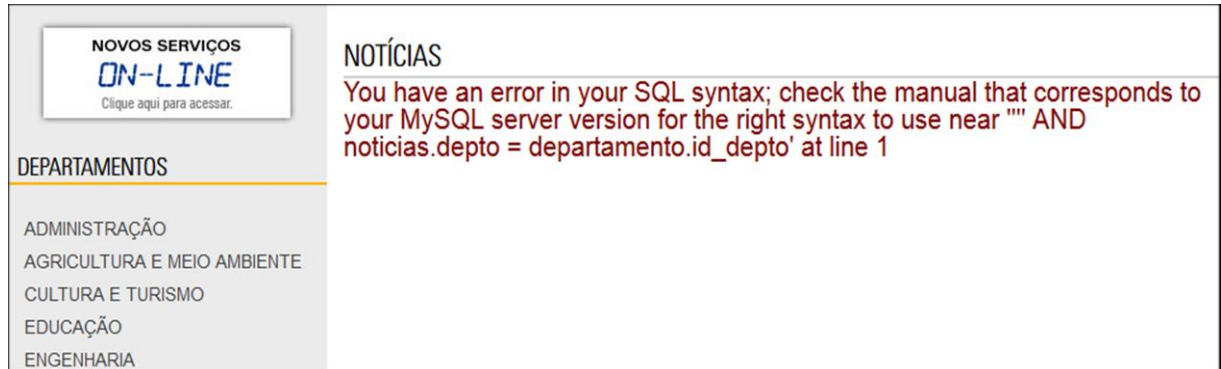 NOVOS SERVIÇOS
ON-LINE
Clique aqui para acessar.
DEPARTAMENTOS
ADMINISTRAÇÃO
AGRICULTURA E MEIO AMBIENTE
CULTURA E TURISMO
EDUCAÇÃO
ENGENHARIA
NOTÍCIAS
You have an error in your SQL syntax; check the manual that corresponds to
your MySQL server version for the right syntax to use near '''' AND
noticias.depto = departamento.id_depto' at line 1